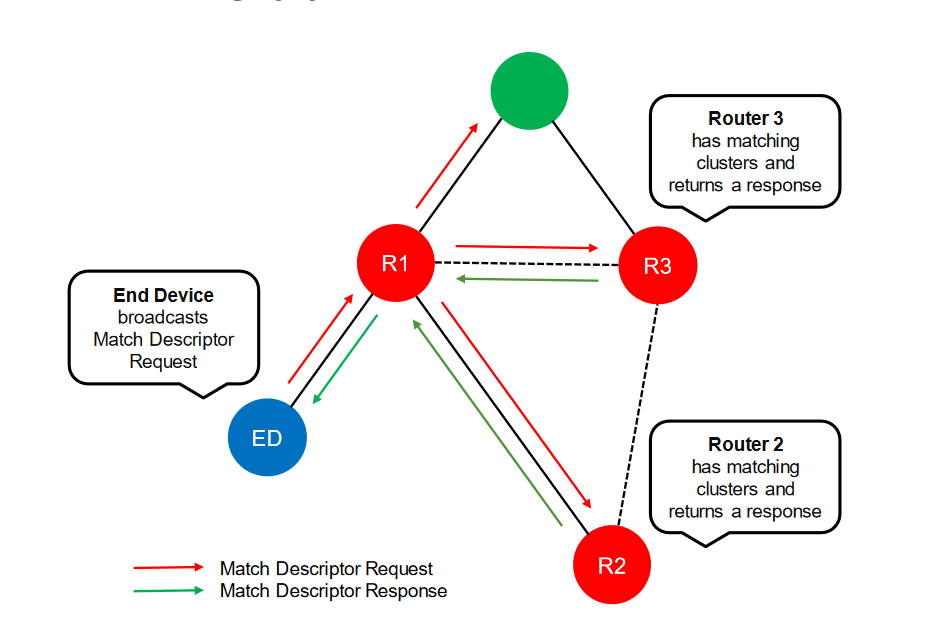 Router 3
has matching
clusters and
returns a response
R1
R3
End Device
broadcasts
Match Descriptor
Request
ED
Router 2
has matching
clusters and
returns a response
R2
Match Descriptor Request
Match Descriptor Response